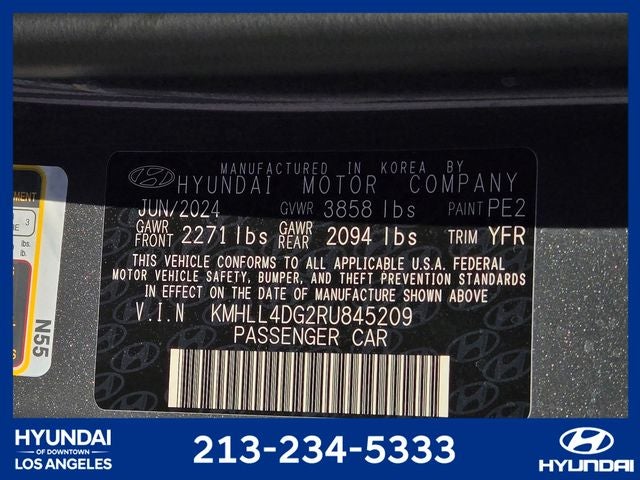 MANUFACTURED IN KOREA BY
HYUNDAI MOTOR COMPANY
JUN/2024 GVWR 3858 lbs PAINT PE2
GAWR FRONT 2271 lbs GAWR REAR 2094 lbs TRIM YFR
THIS VEHICLE CONFORMS TO ALL APPLICABLE U.S.A. FEDERAL
MOTOR VEHICLE SAFETY, BUMPER, AND THEFT PREVENTION STANDARDS
IN EFFECT ON THE DATE OF MANUFACTURE SHOWN ABOVE
V.I.N KMHLL4DG2RU845209
PASSENGER CAR
3
lbs.
N55
HYUNDAI
OF DOWNTOWN
LOS ANGELES
213-234-5333
HYUNDAI